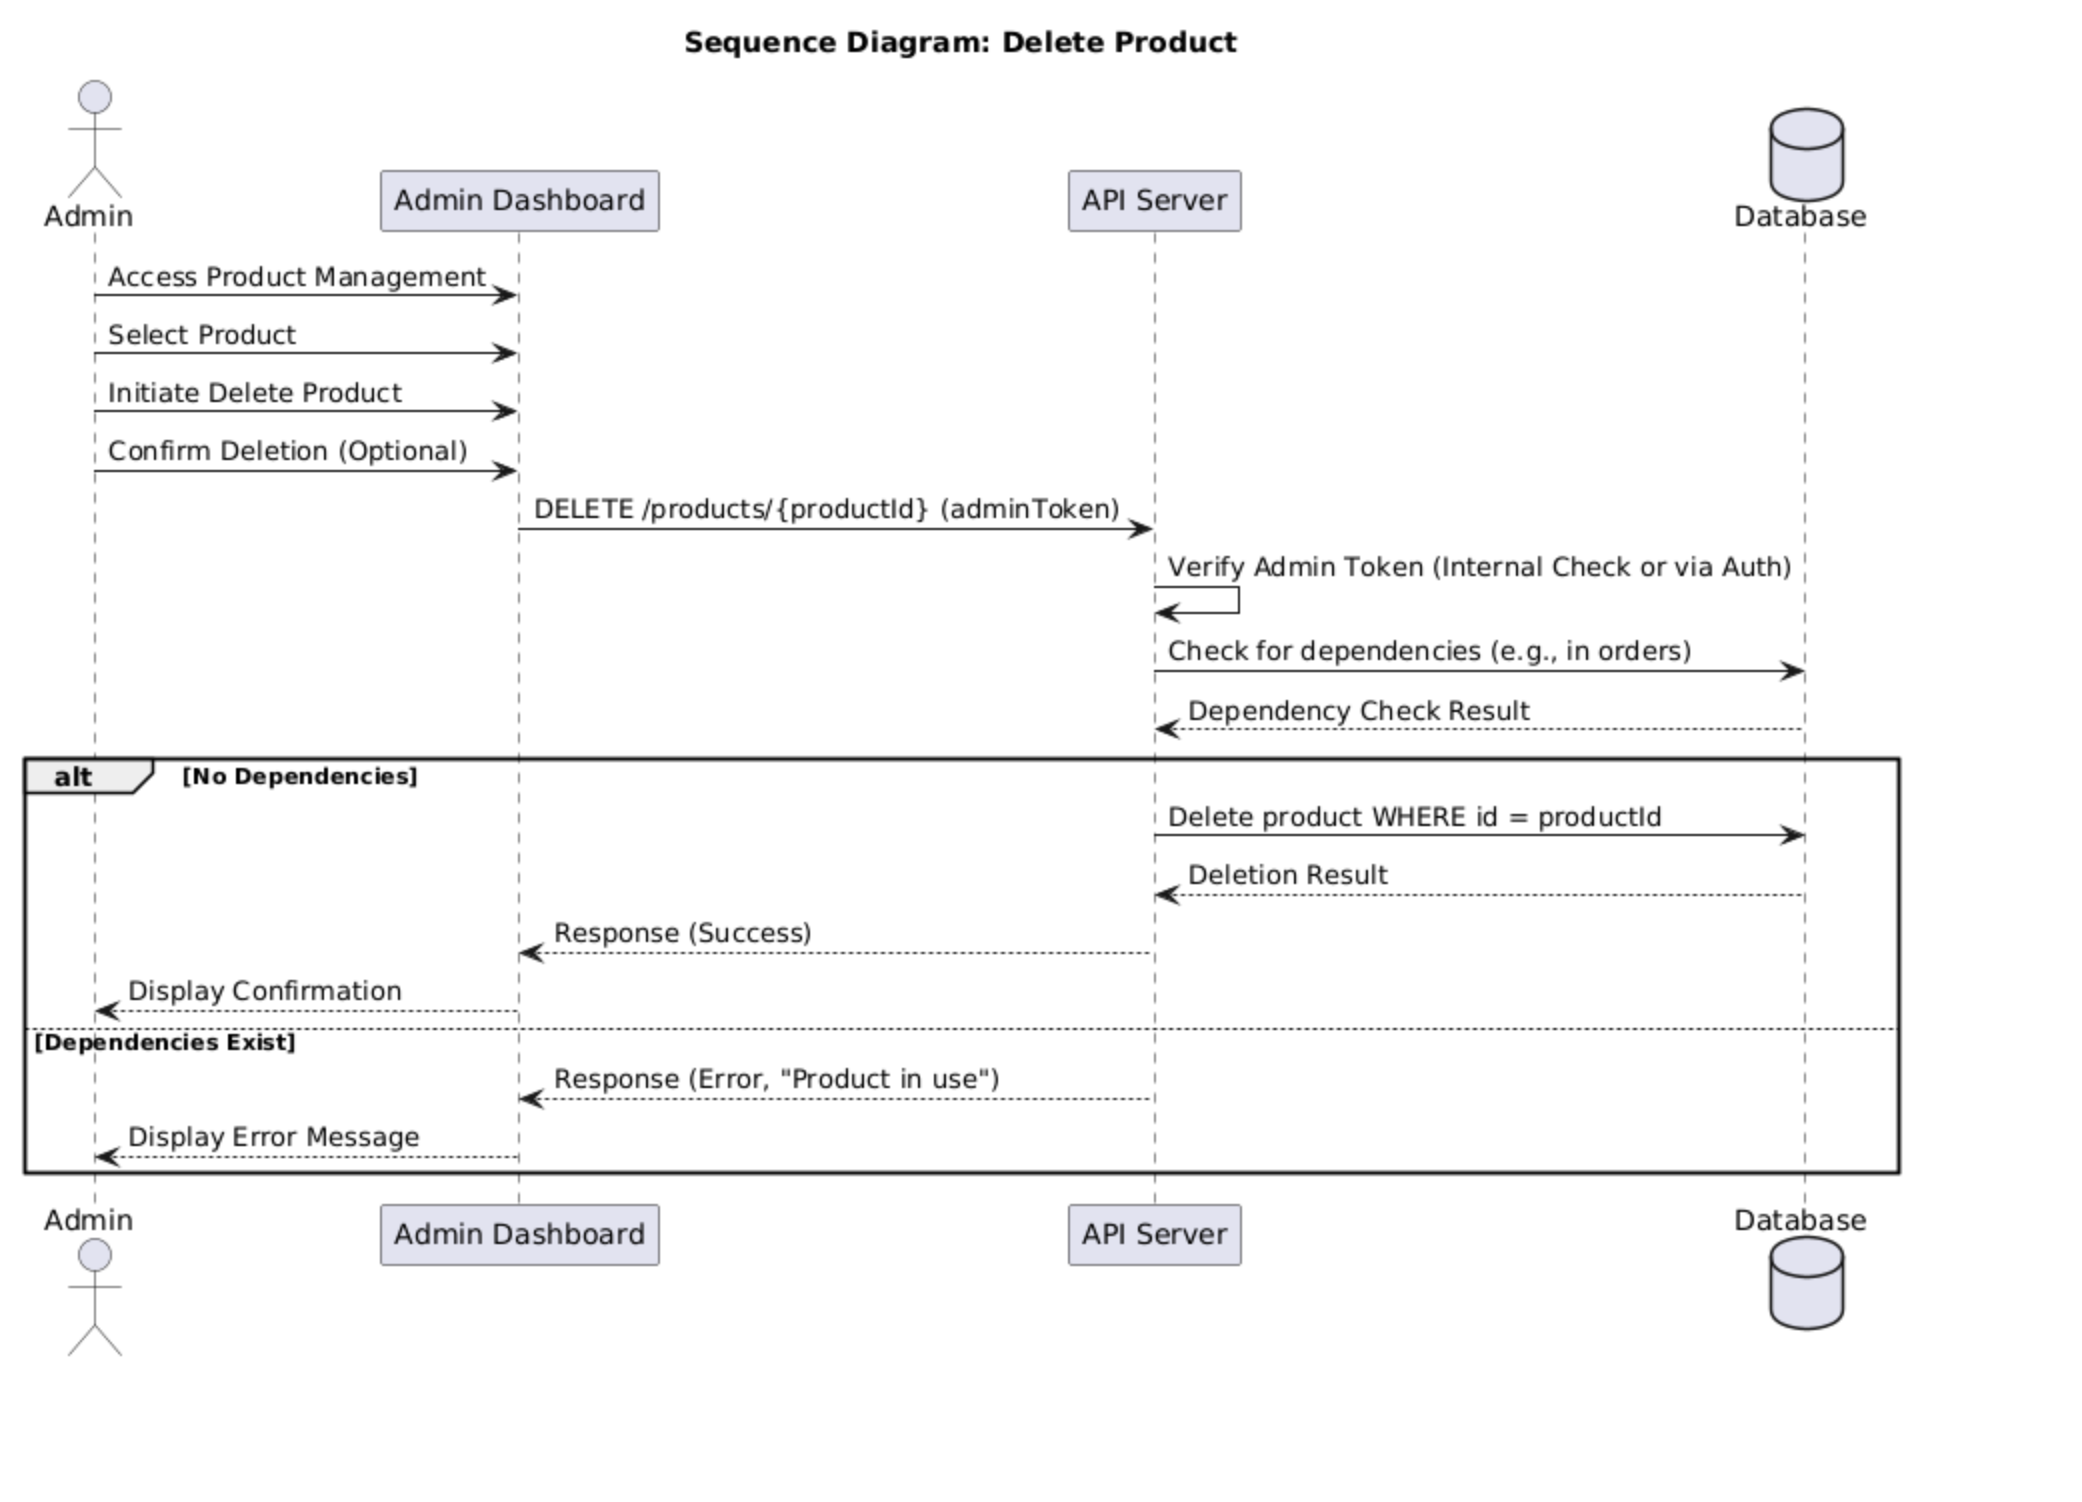 Sequence Diagram: Delete Product
Admin
Admin Dashboard
API Server
Database
Access Product Management
Select Product
Initiate Delete Product
Confirm Deletion (Optional)
DELETE /products/{productId} (adminToken)
Verify Admin Token (Internal Check or via Auth)
Check for dependencies (e.g., in orders)
Dependency Check Result
alt [No Dependencies]
Delete product WHERE id = productId
Deletion Result
Response (Success)
Display Confirmation
[Dependencies Exist]
Response (Error, "Product in use")
Display Error Message
Admin
Admin Dashboard
API Server
Database